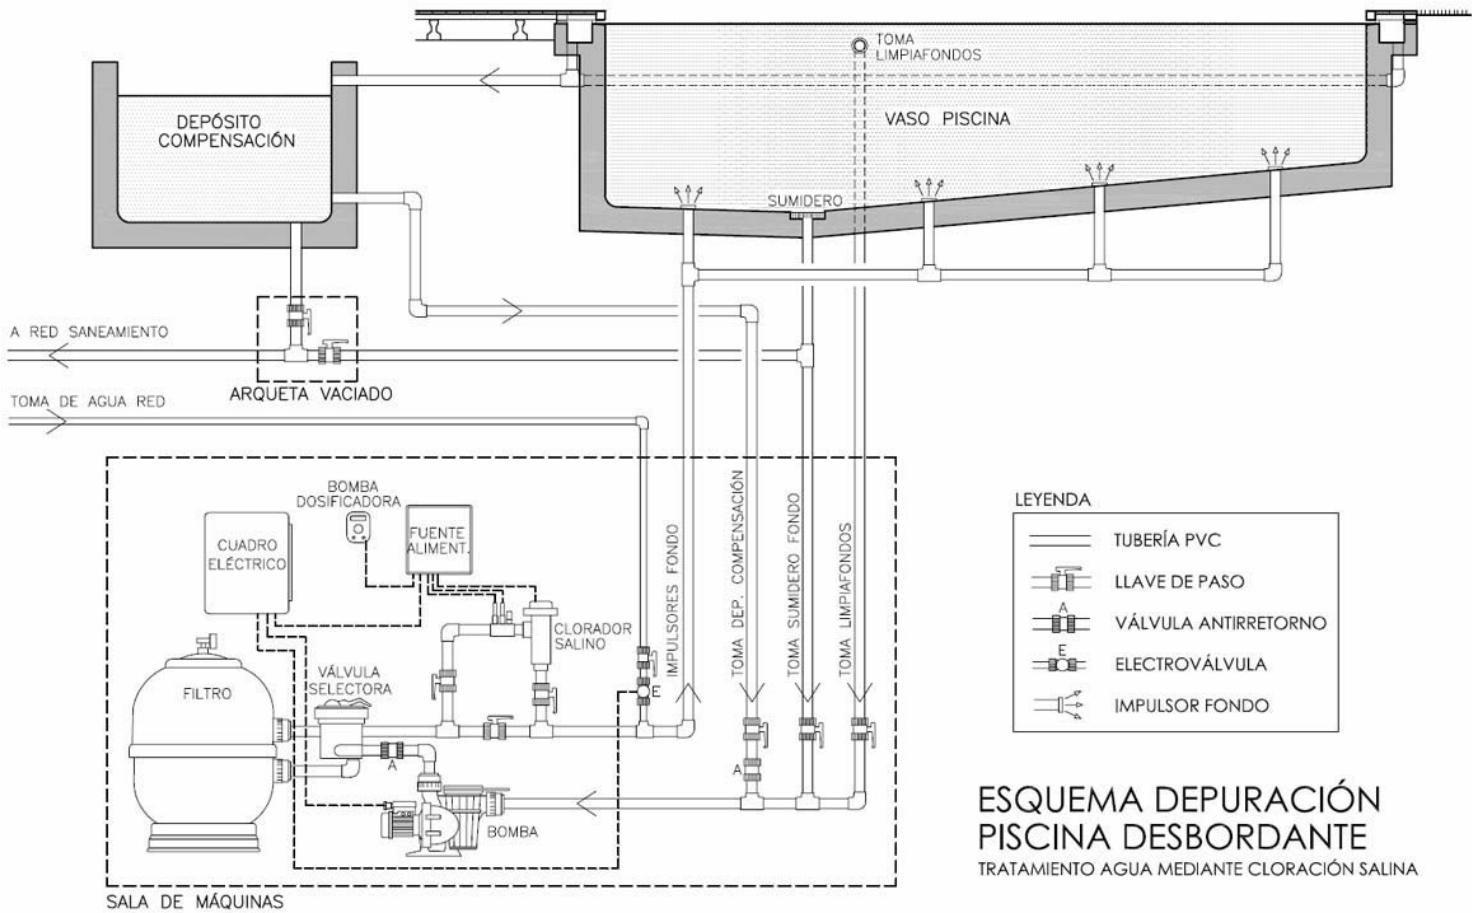 TOMA
LIMPIAFONDOS
DEPÓSITO
COMPENSACIÓN
VASO PISCINA
SUMIDERO
A RED SANEAMIENTO
ARQUETA VACIADO
TOMA DE AGUA RED
BOMBA
DOSIFICADORA
FUENTE
ALIMENT.
CUADRO
ELÉCTRICO
CLORADOR
SALINO
VÁLVULA
SELECTORA
FILTRO
E
A
A
BOMBA
IMPULSORES FONDO
TOMA DEP. COMPENSACIÓN
TOMA SUMIDERO FONDO
TOMA LIMPIAFONDOS
SALA DE MÁQUINAS
LEYENDA
TUBERÍA PVC
LLAVE DE PASO
A
VÁLVULA ANTIRRETORNO
E
ELECTROVÁLVULA
IMPULSOR FONDO
ESQUEMA DEPURACIÓN
PISCINA DESBORDANTE
TRATAMIENTO AGUA MEDIANTE CLORACIÓN SALINA